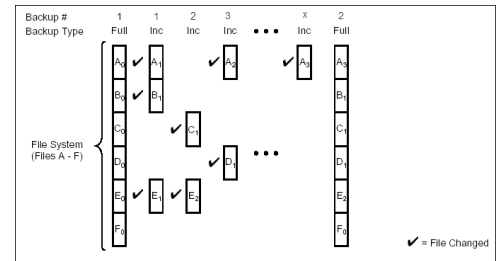 Backup # 1 1 2 3 x 2
Backup Type Full Inc Inc Inc ••• Inc Full
A0 ✔ A1 ✔ A2 ✔ A3 A3
B0 ✔ B1 B1
C0 ✔ C1 C1
File System
(Files A - F)
D0 ✔ D1 ••• D1
E0 ✔ E1 ✔ E2 E2
F0 F0
✔ = File Changed